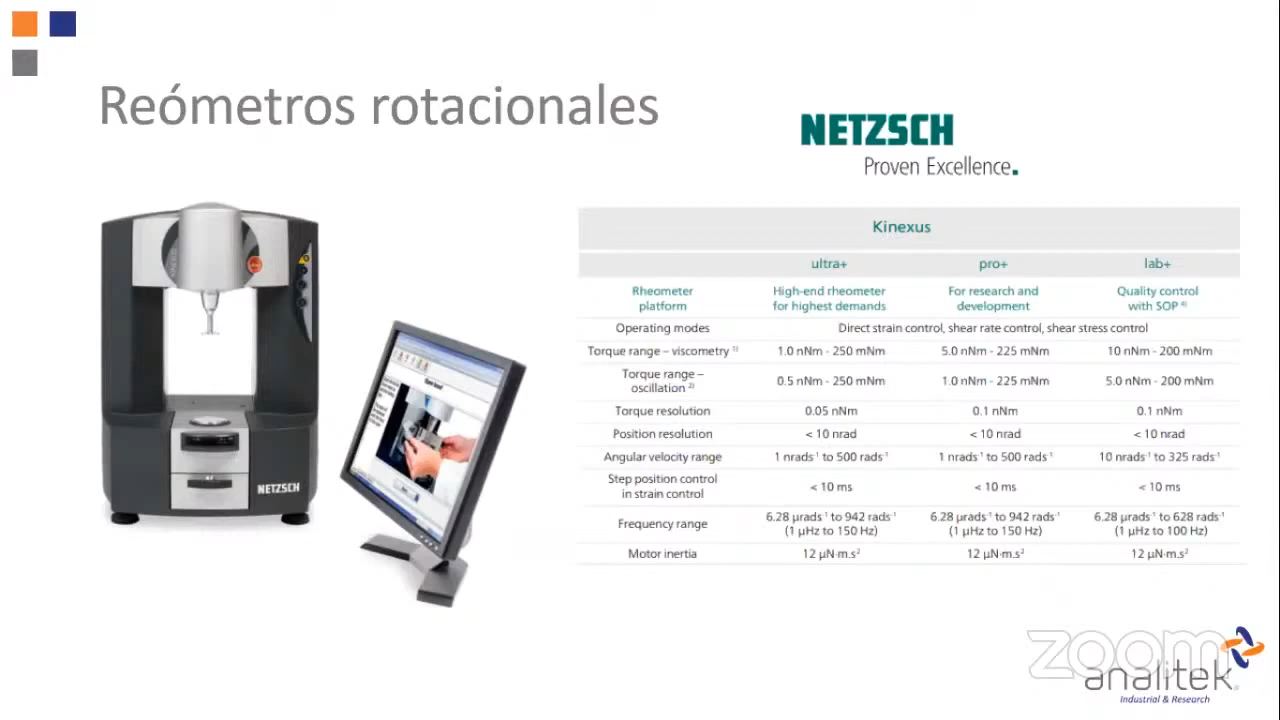 Reómetros rotacionales
NETZSCH
Proven Excellence.
Kinexus
ultra+ pro+ lab+
Rheometer platform High-end rheometer for highest demands For research and development Quality control with SOP 4)
Operating modes Direct strain control, shear rate control, shear stress control
Torque range – viscometry 1) 1.0 nNm - 250 mNm 5.0 nNm - 225 mNm 10 nNm - 200 mNm
Torque range – oscillation 2) 0.5 nNm - 250 mNm 1.0 nNm - 225 mNm 5.0 nNm - 200 mNm
Torque resolution 0.05 nNm 0.1 nNm 0.1 nNm
Position resolution < 10 nrad < 10 nrad < 10 nrad
Angular velocity range 1 nrads⁻¹ to 500 rads⁻¹ 1 nrads⁻¹ to 500 rads⁻¹ 10 nrads⁻¹ to 325 rads⁻¹
Step position control in strain control < 10 ms < 10 ms < 10 ms
Frequency range 6.28 µrads⁻¹ to 942 rads⁻¹ (1 µHz to 150 Hz) 6.28 µrads⁻¹ to 942 rads⁻¹ (1 µHz to 150 Hz) 6.28 µrads⁻¹ to 628 rads⁻¹ (1 µHz to 100 Hz)
Motor inertia 12 µN·m.s² 12 µN·m.s² 12 µN·m.s²
NETZSCH
zoom
analitek
Industrial & Research